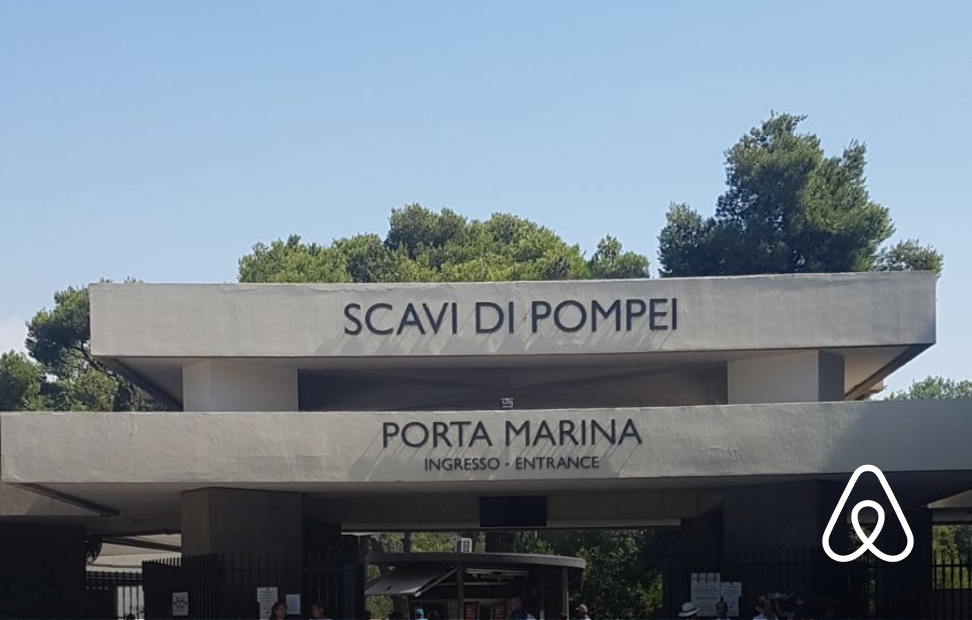 SCAVI DI POMPEI
PORTA MARINA
INGRESSO - ENTRANCE